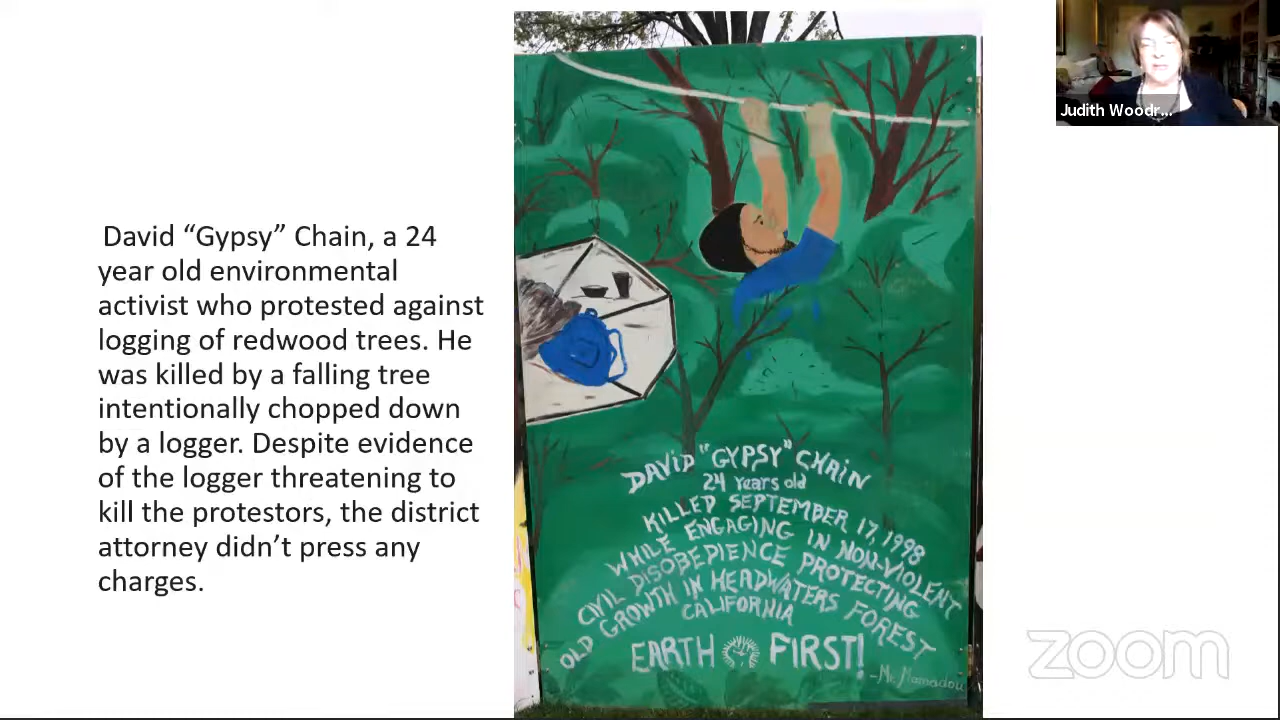 David “Gypsy” Chain, a 24
year old environmental
activist who protested against
logging of redwood trees. He
was killed by a falling tree
intentionally chopped down
by a logger. Despite evidence
of the logger threatening to
kill the protestors, the district
attorney didn’t press any
charges.
DAVID "GYPSY" CHAIN
24 Years old
KILLED SEPTEMBER 17, 1998
WHILE ENGAGING IN NON-VIOLENT
CIVIL DISOBEDIENCE PROTECTING
OLD GROWTH IN HEADWATERS FOREST
CALIFORNIA
EARTH FIRST!
-Mr. Mamadou
Judith Woodr...
zoom